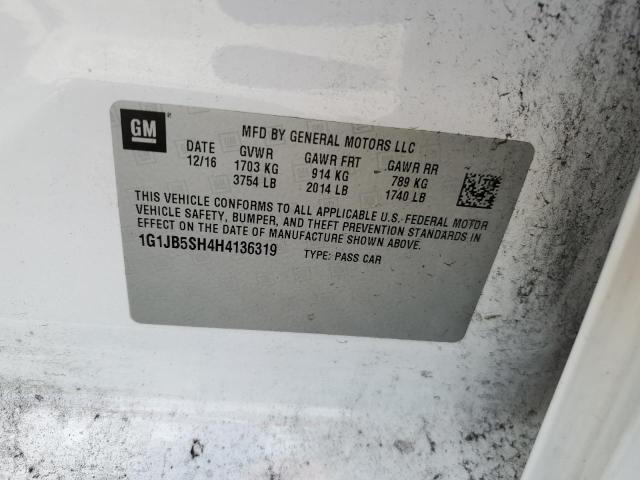 GM
MFD BY GENERAL MOTORS LLC
DATE GVWR GAWR FRT GAWR RR
12/16 1703 KG 914 KG 789 KG
3754 LB 2014 LB 1740 LB
THIS VEHICLE CONFORMS TO ALL APPLICABLE U.S. FEDERAL MOTOR
VEHICLE SAFETY, BUMPER, AND THEFT PREVENTION STANDARDS IN
EFFECT ON THE DATE OF MANUFACTURE SHOWN ABOVE.
1G1JB5SH4H4136319 TYPE: PASS CAR